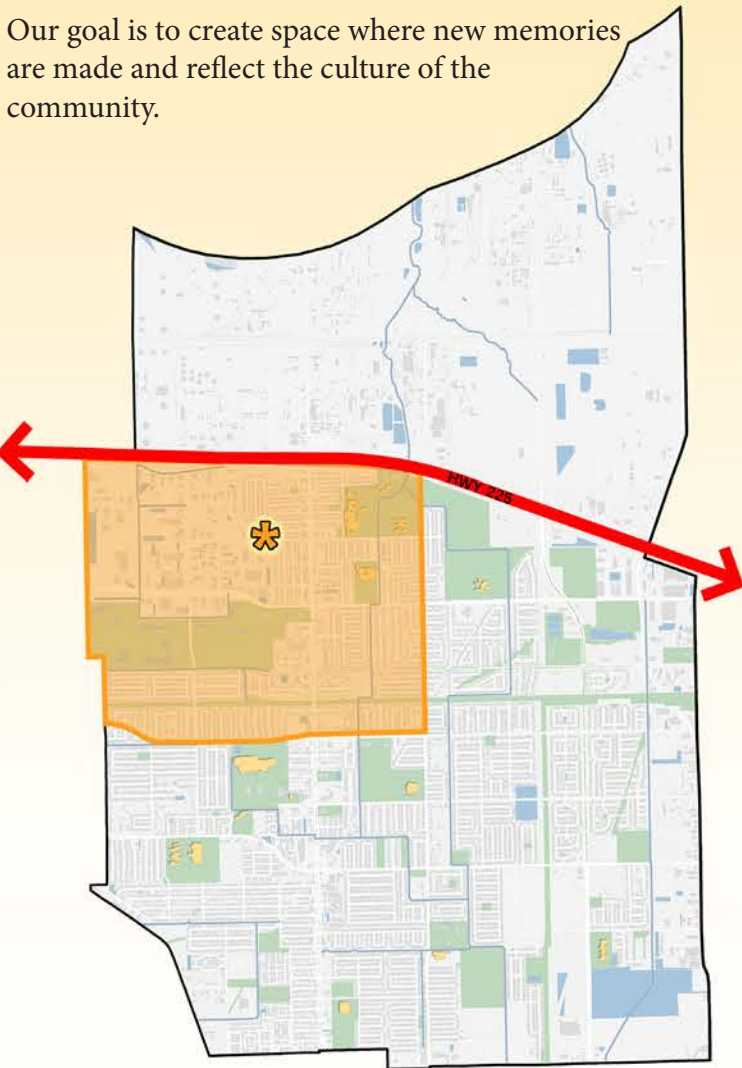 Our goal is to create space where new memories
are made and reflect the culture of the
community.
HWY 225